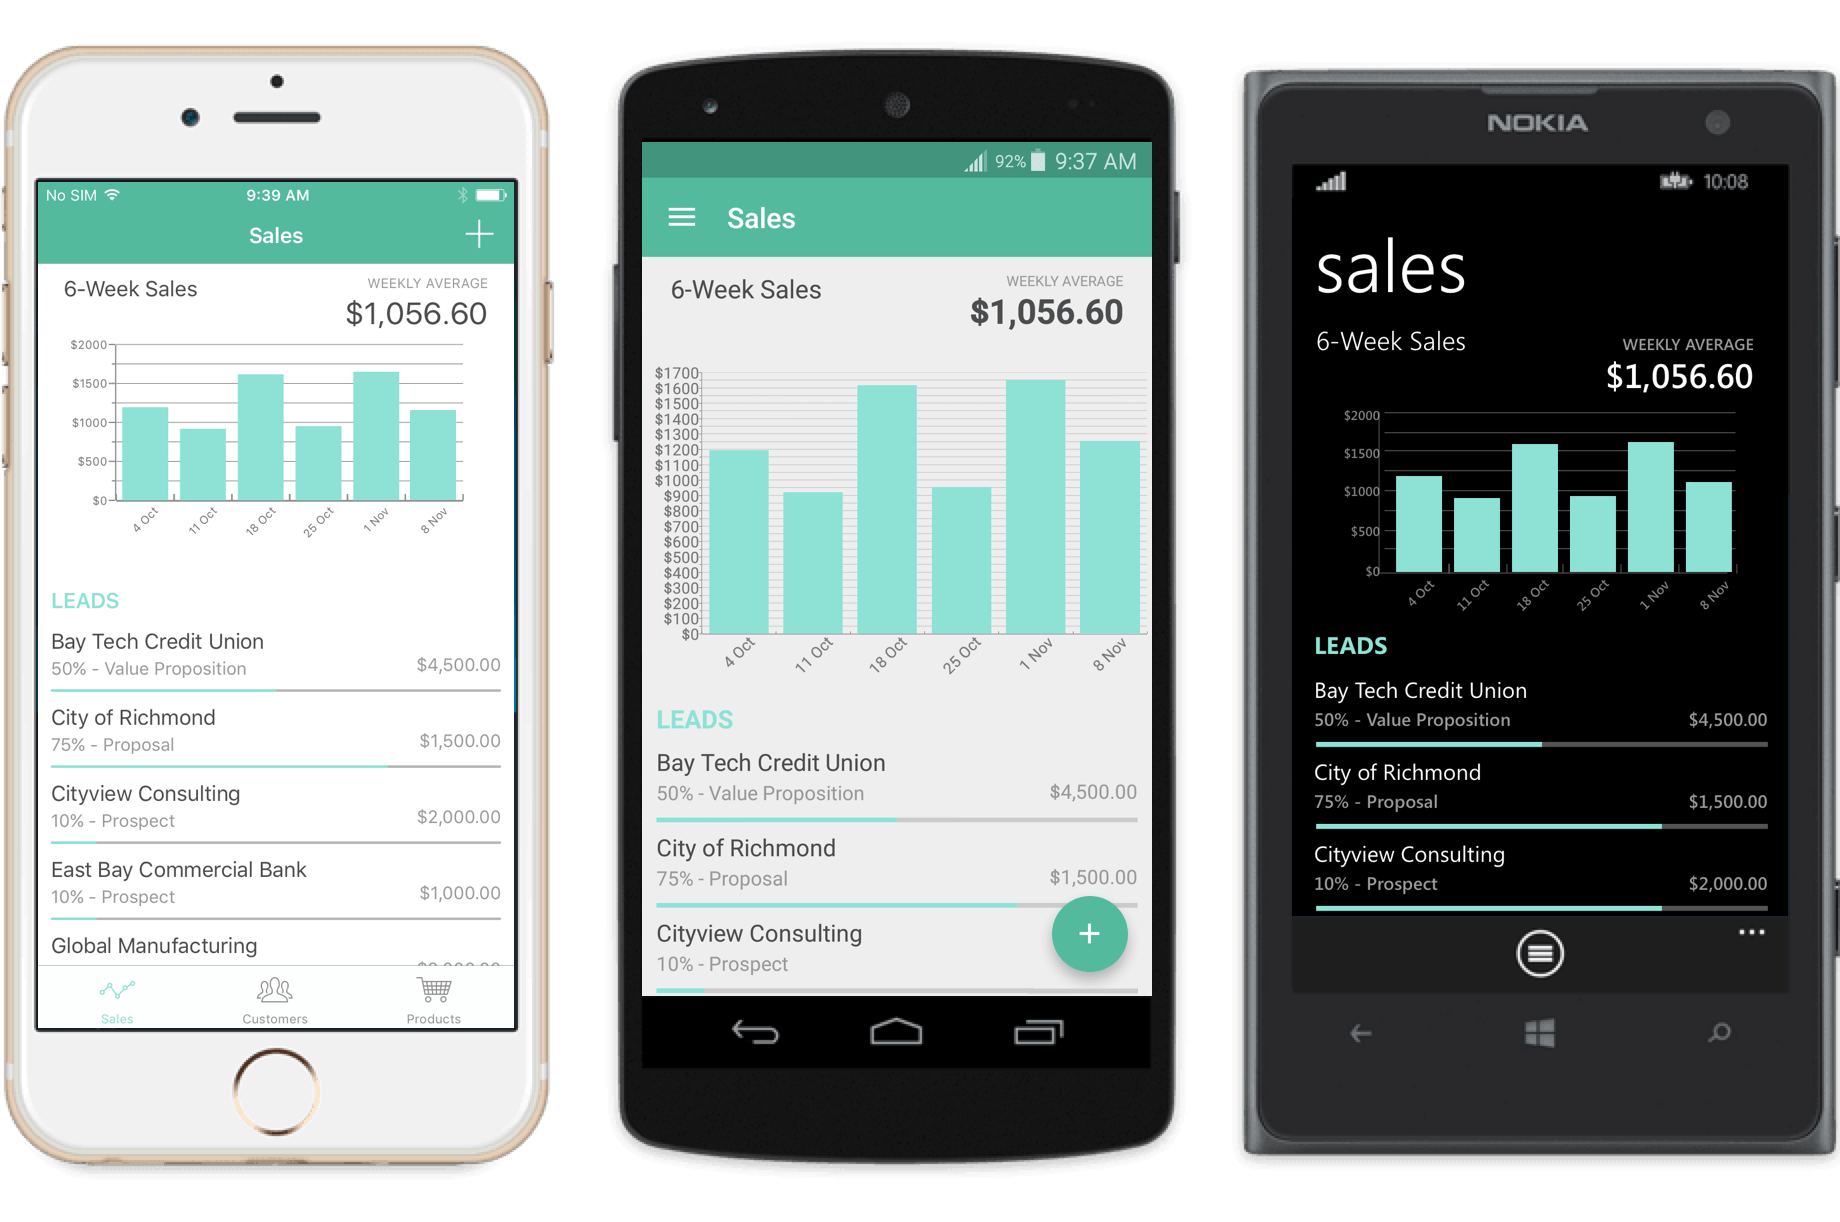 No SIM 9:39 AM
Sales
6-Week Sales
WEEKLY AVERAGE
$1,056.60
$2000
$1500
$1000
$500
$0
4 Oct
11 Oct
18 Oct
25 Oct
1 Nov
8 Nov
LEADS
Bay Tech Credit Union
50% - Value Proposition
$4,500.00
City of Richmond
75% - Proposal
$1,500.00
Cityview Consulting
10% - Prospect
$2,000.00
East Bay Commercial Bank
10% - Prospect
$1,000.00
Global Manufacturing
Sales
Customers
Products
92% 9:37 AM
Sales
6-Week Sales
WEEKLY AVERAGE
$1,056.60
$1700
$1600
$1500
$1400
$1300
$1200
$1100
$1000
$900
$800
$700
$600
$500
$400
$300
$200
$100
$0
4 Oct
11 Oct
18 Oct
25 Oct
1 Nov
8 Nov
LEADS
Bay Tech Credit Union
50% - Value Proposition
$4,500.00
City of Richmond
75% - Proposal
$1,500.00
Cityview Consulting
10% - Prospect
NOKIA
10:08
sales
6-Week Sales
WEEKLY AVERAGE
$1,056.60
$2000
$1500
$1000
$500
$0
4 Oct
11 Oct
18 Oct
25 Oct
1 Nov
8 Nov
LEADS
Bay Tech Credit Union
50% - Value Proposition
$4,500.00
City of Richmond
75% - Proposal
$1,500.00
Cityview Consulting
10% - Prospect
$2,000.00